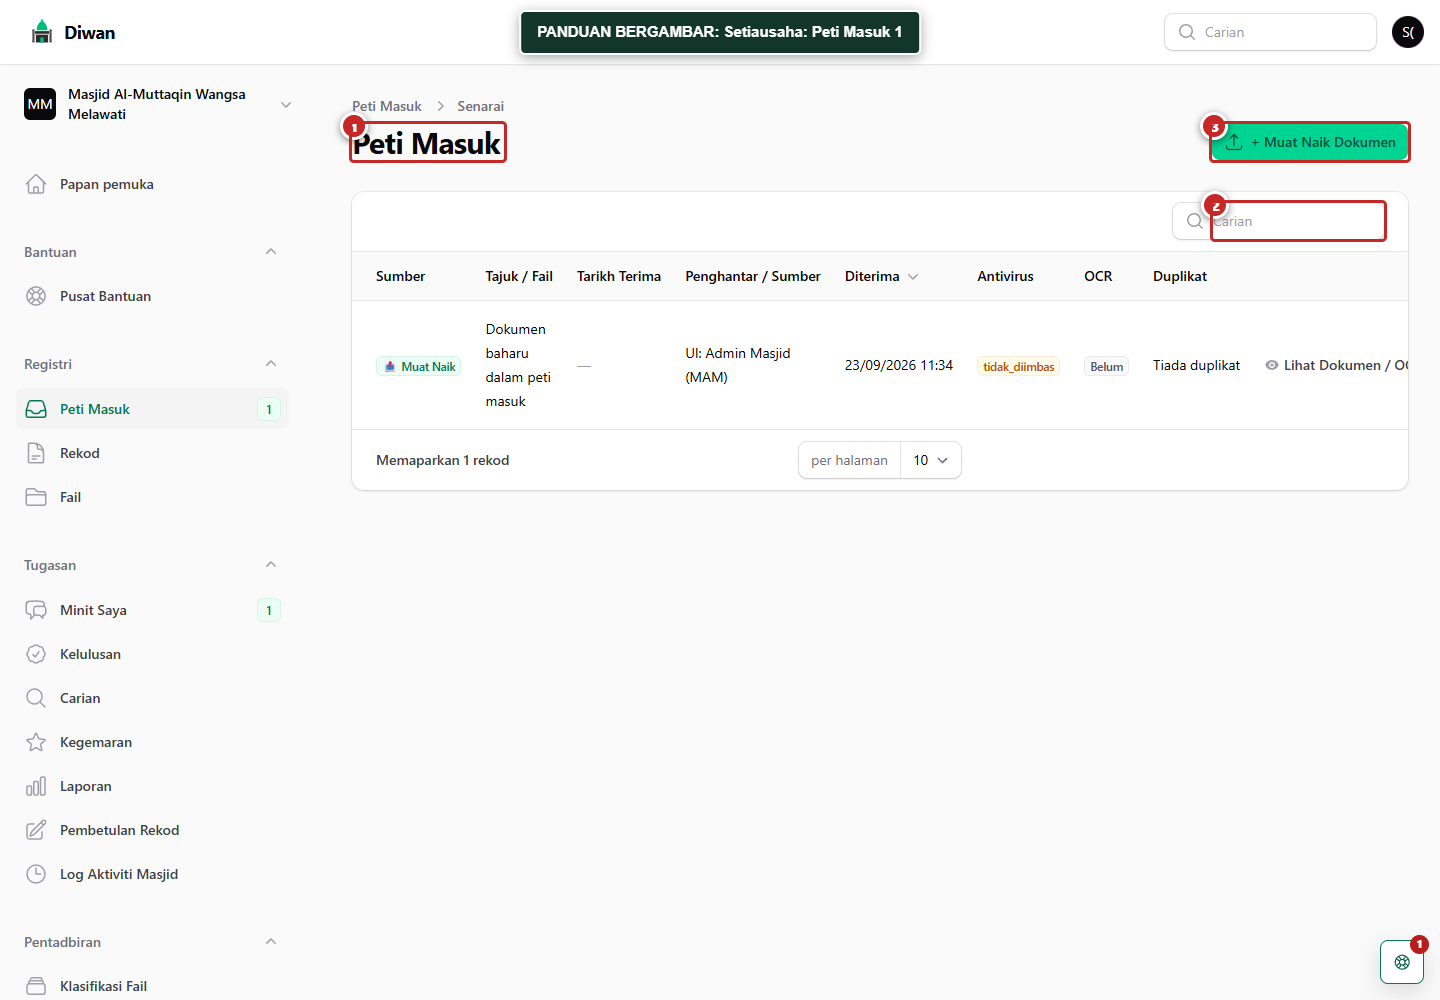 Diwan
PANDUAN BERGAMBAR: Setiausaha: Peti Masuk 1
Carian
S(
MM
Masjid Al-Muttaqin Wangsa
Melawati
Papan pemuka
Bantuan
Pusat Bantuan
Registri
Peti Masuk 1
Rekod
Fail
Tugasan
Minit Saya 1
Kelulusan
Carian
Kegemaran
Laporan
Pembetulan Rekod
Log Aktiviti Masjid
Pentadbiran
Klasifikasi Fail
Peti Masuk > Senarai
1
Peti Masuk
3
+ Muat Naik Dokumen
2
Carian
Sumber Tajuk / Fail Tarikh Terima Penghantar / Sumber Diterima Antivirus OCR Duplikat
Muat Naik
Dokumen
baharu
dalam peti
masuk
—
UI: Admin Masjid
(MAM)
23/09/2026 11:34
tidak_diimbas
Belum
Tiada duplikat
Lihat Dokumen / OC
Memaparkan 1 rekod
per halaman 10
1